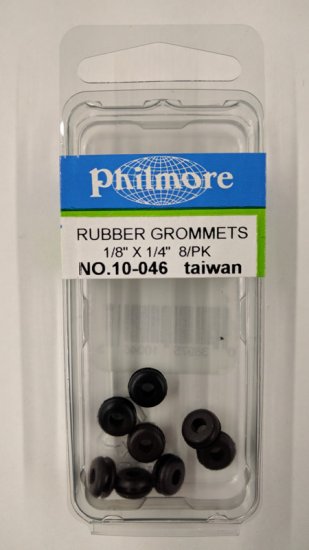 Philmore
RUBBER GROMMETS
1/8" X 1/4" 8/PK
NO.10-046 taiwan